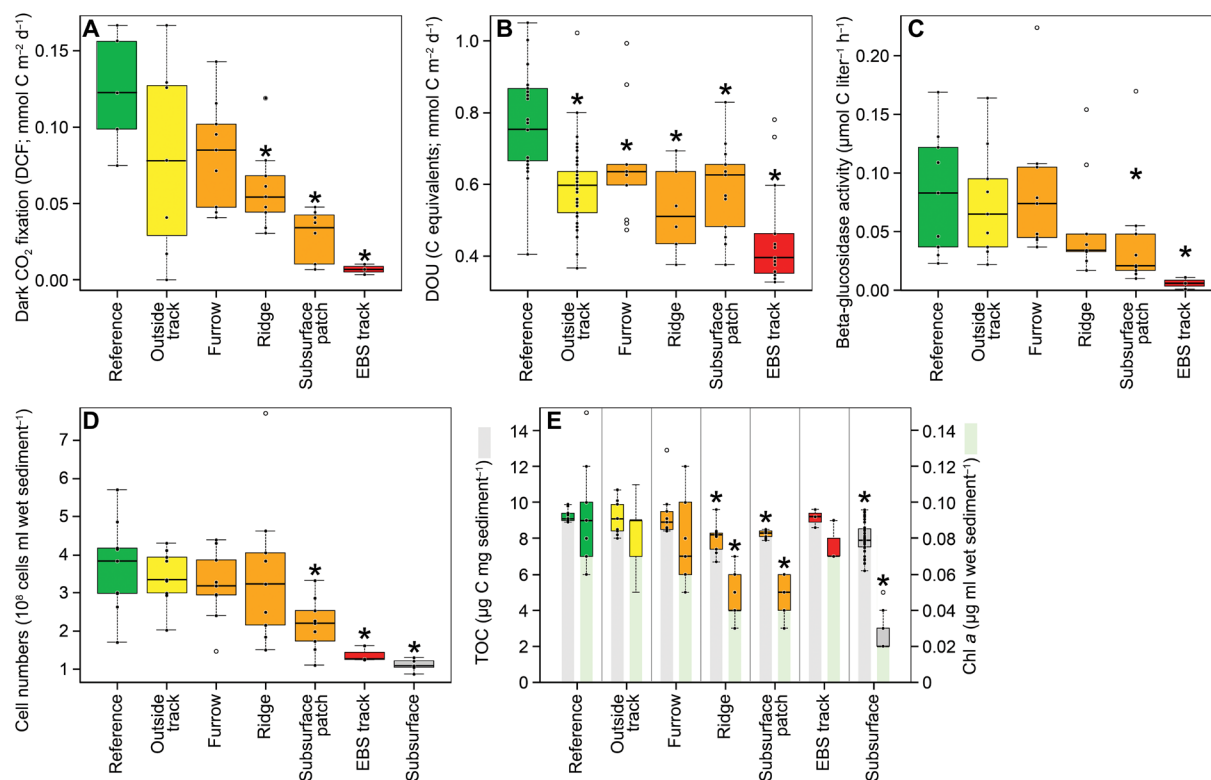 A
Dark CO₂ fixation (DCF; mmol C m⁻² d⁻¹)
0.15
0.10
0.05
0.00
*
*
*
Reference
Outside
track
Furrow
Ridge
Subsurface
patch
EBS track
B
DOU (C equivalents; mmol C m⁻² d⁻¹)
1.0
0.8
0.6
0.4
*
*
*
*
*
Reference
Outside
track
Furrow
Ridge
Subsurface
patch
EBS track
C
Beta-glucosidase activity (μmol C liter⁻¹ h⁻¹)
0.20
0.15
0.10
0.05
0.00
*
*
Reference
Outside
track
Furrow
Ridge
Subsurface
patch
EBS track
D
Cell numbers (10⁸ cells ml wet sediment⁻¹)
7
6
5
4
3
2
1
*
*
*
Reference
Outside
track
Furrow
Ridge
Subsurface
patch
EBS track
Subsurface
E
TOC (μg C mg sediment⁻¹)
14
12
10
8
6
4
2
0
*
*
*
*
*
*
Reference
Outside
track
Furrow
Ridge
Subsurface
patch
EBS track
Subsurface
0.14
0.12
0.10
0.08
0.06
0.04
0.02
0
Chl a (μg ml wet sediment⁻¹)